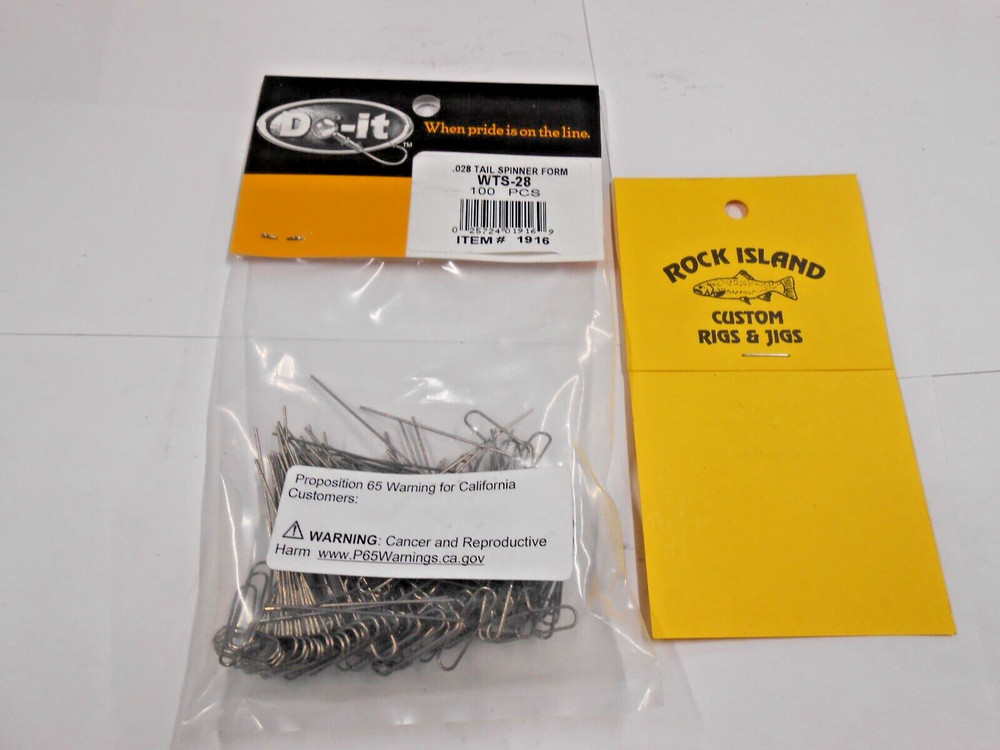 Do-it
TM
When pride is on the line.
.028 TAIL SPINNER FORM
WTS-28
100 PCS
0 25724 01916 9
ITEM# 1916
Proposition 65 Warning for California
Customers:
WARNING: Cancer and Reproductive
Harm www.P65Warnings.ca.gov
ROCK ISLAND
CUSTOM
RIGS & JIGS